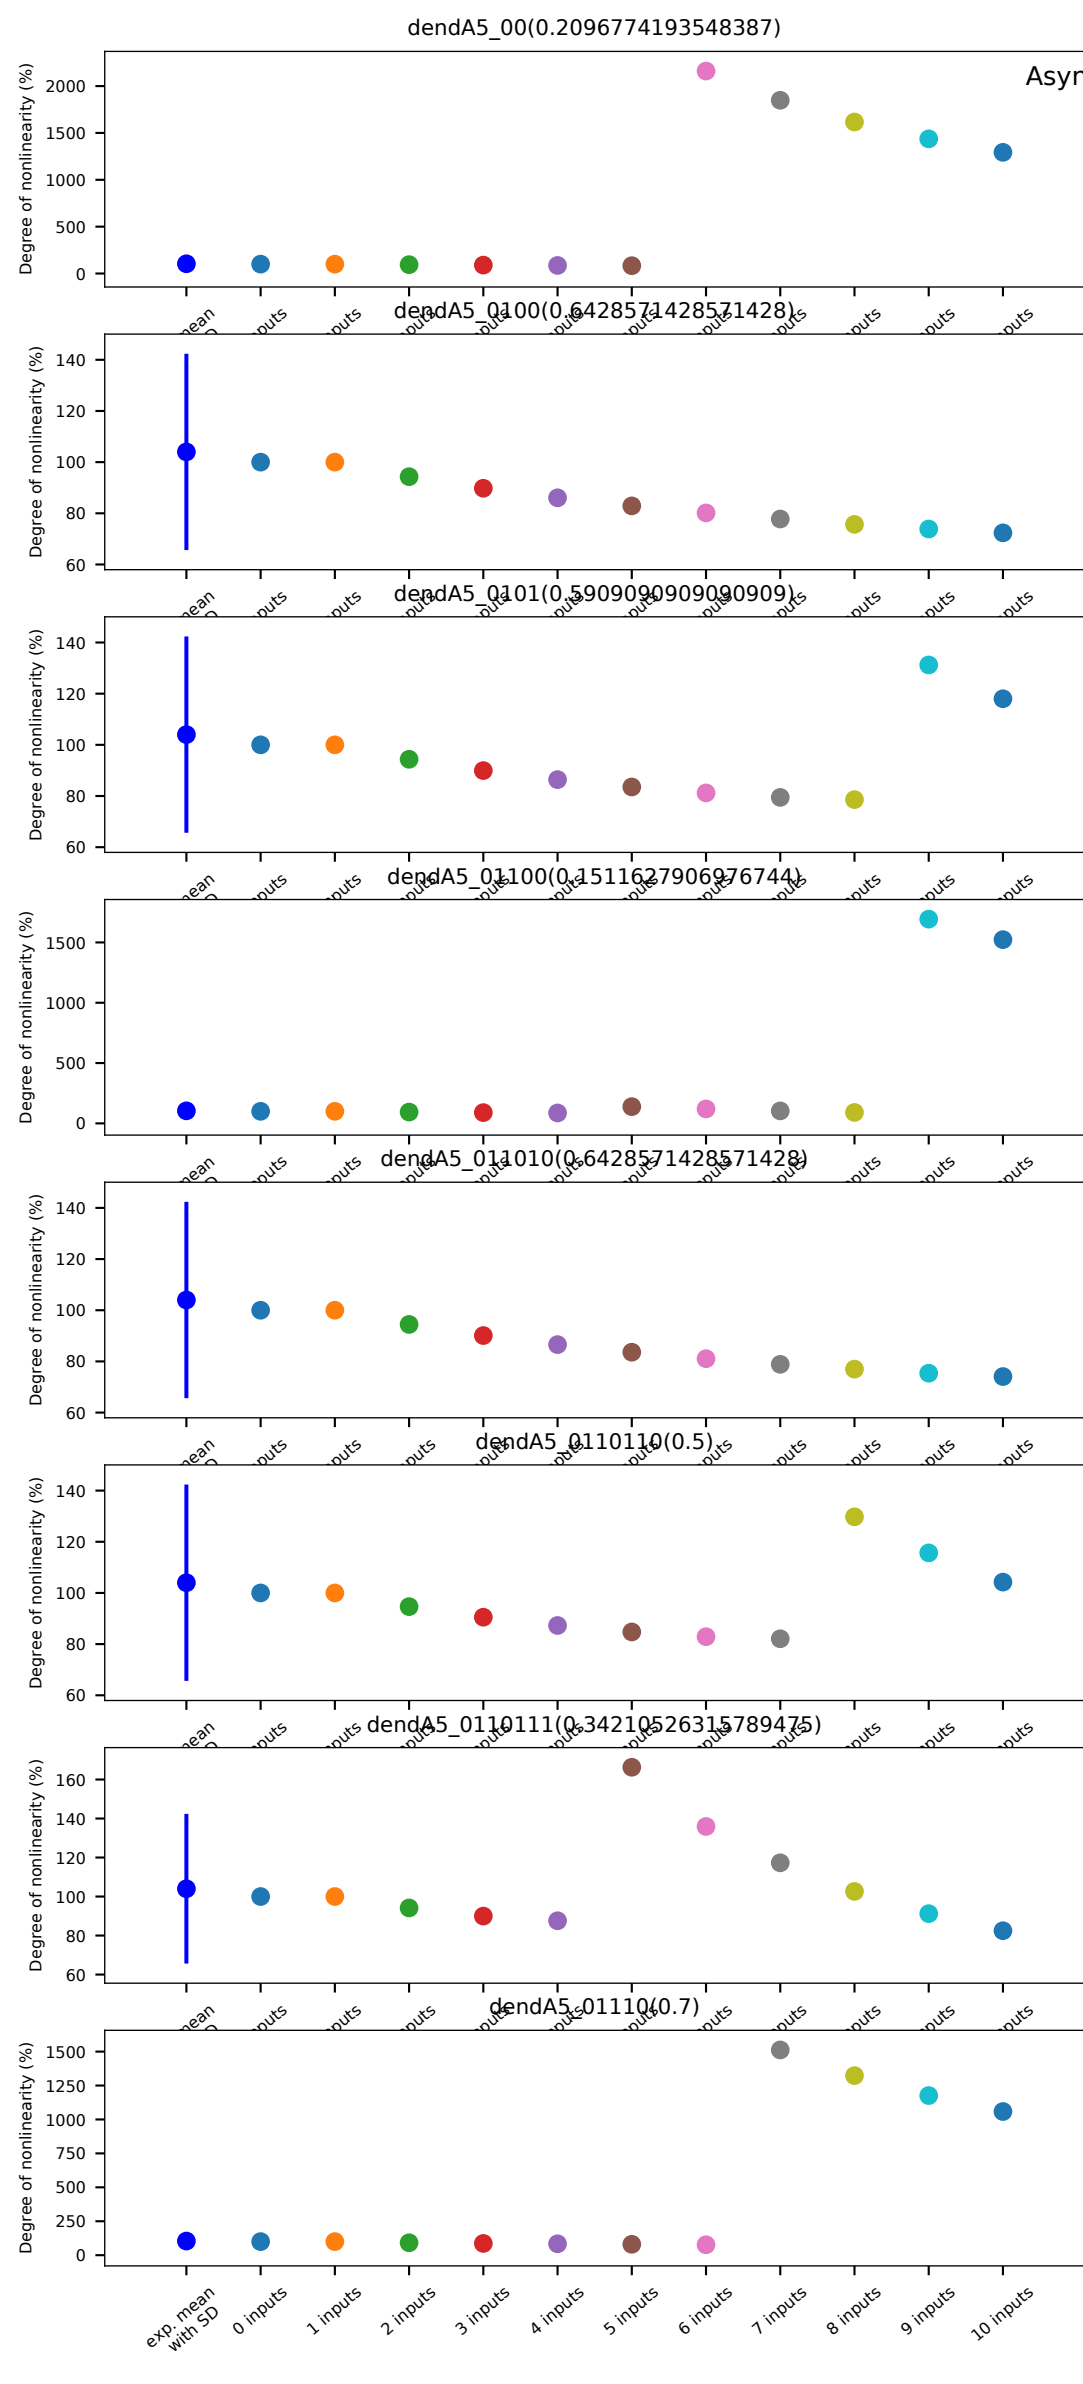 dendA5_00(0.2096774193548387)
Degree of nonlinearity (%)
2000
1500
1000
500
0
dendA5_0100(0.6428571428571428)
Degree of nonlinearity (%)
140
120
100
80
60
dendA5_0101(0.5909090909090909)
Degree of nonlinearity (%)
140
120
100
80
60
dendA5_01100(0.1511627906976744)
Degree of nonlinearity (%)
1500
1000
500
0
dendA5_011010(0.6428571428571428)
Degree of nonlinearity (%)
140
120
100
80
60
dendA5_0110110(0.5)
Degree of nonlinearity (%)
140
120
100
80
60
dendA5_0110111(0.34210526315789475)
Degree of nonlinearity (%)
160
140
120
100
80
60
dendA5_01110(0.7)
Degree of nonlinearity (%)
1500
1250
1000
750
500
250
0
exp. mean
with SD
0 inputs
1 inputs
2 inputs
3 inputs
4 inputs
5 inputs
6 inputs
7 inputs
8 inputs
9 inputs
10 inputs